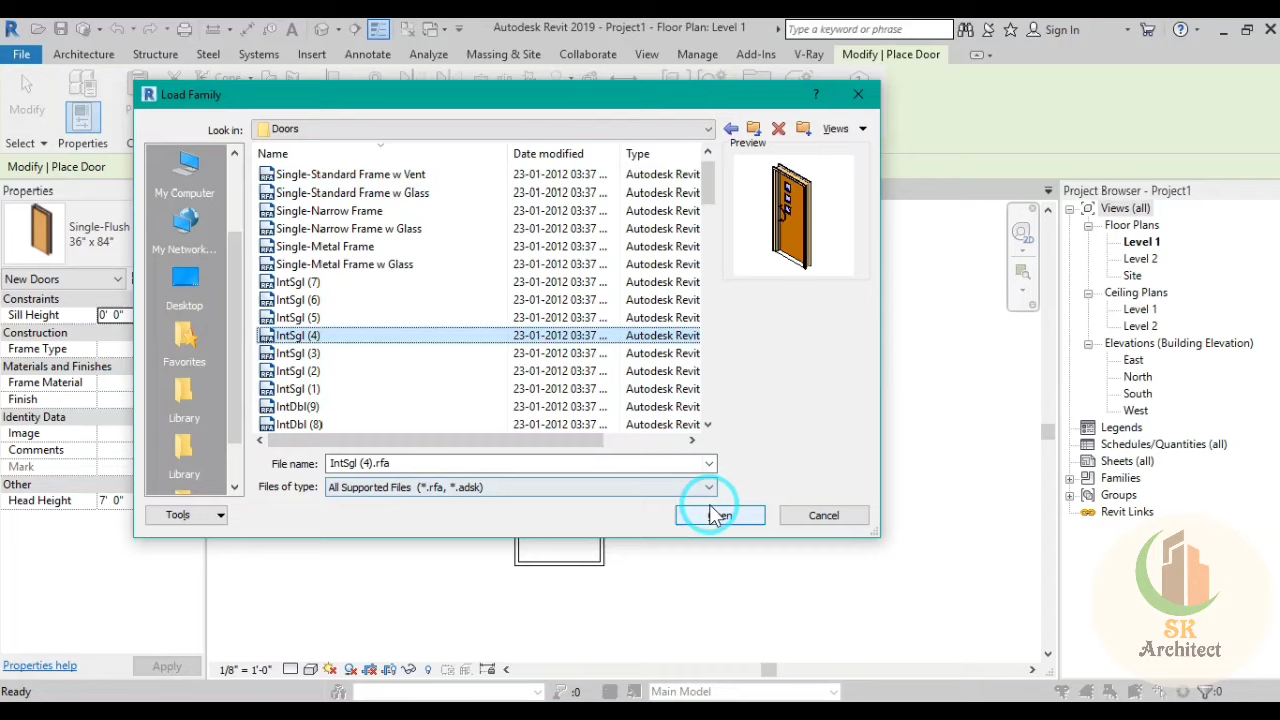 Autodesk Revit 2019 - Project1 - Floor Plan: Level 1
Type a keyword or phrase
Sign In
File
Architecture
Structure
Steel
Systems
Insert
Annotate
Analyze
Massing & Site
Collaborate
View
Manage
Add-Ins
V-Ray
Modify | Place Door
Modify
Select
Properties
Modify | Place Door
Properties
Single-Flush
36" x 84"
New Doors
Constraints
Sill Height
0' 0"
Construction
Frame Type
Materials and Finishes
Frame Material
Finish
Identity Data
Image
Comments
Mark
Other
Head Height
7' 0"
Properties help
Apply
Load Family
Look in:
Doors
Views
My Computer
My Network...
Desktop
Favorites
Library
Library
Name
Date modified
Type
Single-Standard Frame w Vent 23-01-2012 03:37 ... Autodesk Revit
Single-Standard Frame w Glass 23-01-2012 03:37 ... Autodesk Revit
Single-Narrow Frame 23-01-2012 03:37 ... Autodesk Revit
Single-Narrow Frame w Glass 23-01-2012 03:37 ... Autodesk Revit
Single-Metal Frame 23-01-2012 03:37 ... Autodesk Revit
Single-Metal Frame w Glass 23-01-2012 03:37 ... Autodesk Revit
IntSgl (7) 23-01-2012 03:37 ... Autodesk Revit
IntSgl (6) 23-01-2012 03:37 ... Autodesk Revit
IntSgl (5) 23-01-2012 03:37 ... Autodesk Revit
IntSgl (4) 23-01-2012 03:37 ... Autodesk Revit
IntSgl (3) 23-01-2012 03:37 ... Autodesk Revit
IntSgl (2) 23-01-2012 03:37 ... Autodesk Revit
IntSgl (1) 23-01-2012 03:37 ... Autodesk Revit
IntDbl(9) 23-01-2012 03:37 ... Autodesk Revit
IntDbl (8) 23-01-2012 03:37 ... Autodesk Revit
Preview
File name:
IntSgl (4).rfa
Files of type:
All Supported Files (*.rfa, *.adsk)
Tools
Cancel
Project Browser - Project1
Views (all)
Floor Plans
Level 1
Level 2
Site
Ceiling Plans
Level 1
Level 2
Elevations (Building Elevation)
East
North
South
West
Legends
Schedules/Quantities (all)
Sheets (all)
Families
Groups
Revit Links
SK
Architect
1/8" = 1'-0"
Ready
:0
Main Model
:0